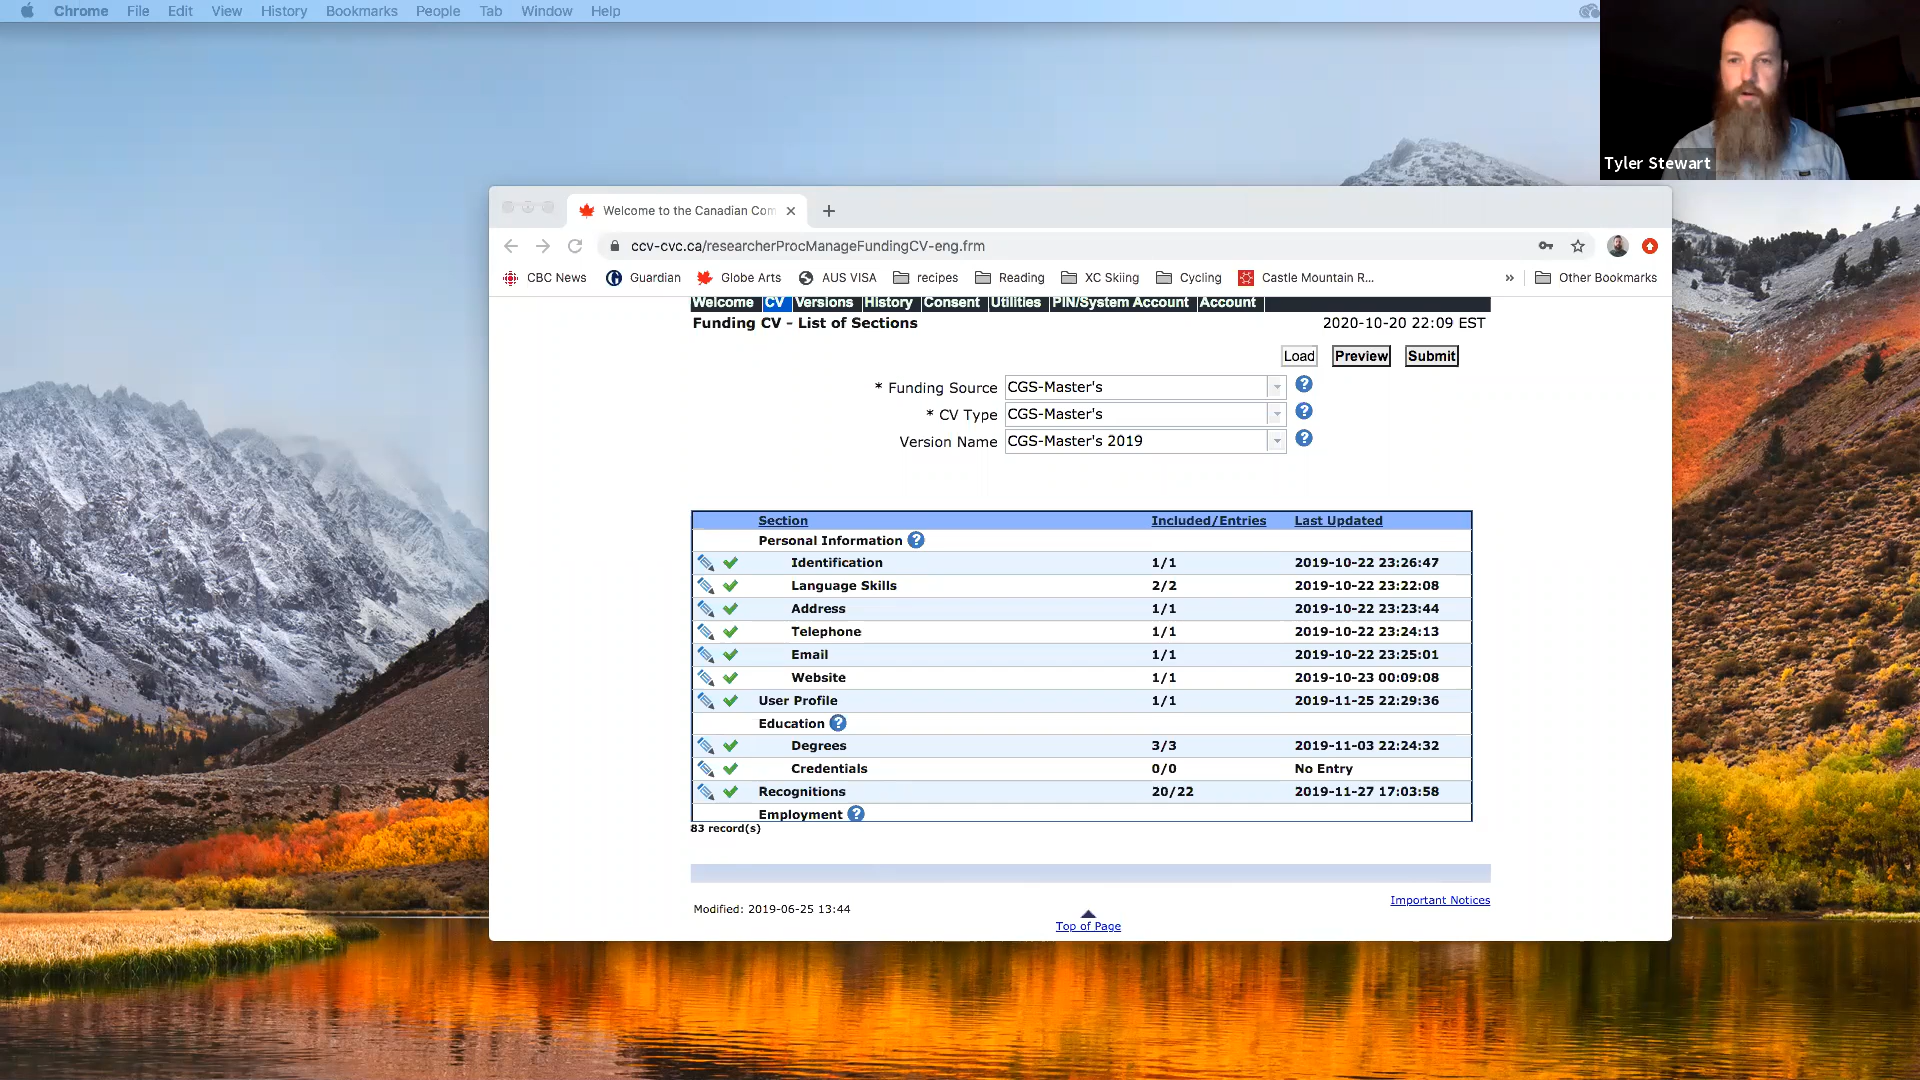 Chrome File Edit View History Bookmarks People Tab Window Help
Tyler Stewart
Welcome to the Canadian Com
ccv-cvc.ca/researcherProcManageFundingCV-eng.frm
CBC News Guardian Globe Arts AUS VISA recipes Reading XC Skiing Cycling Castle Mountain R... » Other Bookmarks
Welcome CV Versions History Consent Utilities PIN/System Account Account
Funding CV - List of Sections 2020-10-20 22:09 EST
Load Preview Submit
* Funding Source CGS-Master's
* CV Type CGS-Master's
Version Name CGS-Master's 2019
Section Included/Entries Last Updated
Personal Information
Identification 1/1 2019-10-22 23:26:47
Language Skills 2/2 2019-10-22 23:22:08
Address 1/1 2019-10-22 23:23:44
Telephone 1/1 2019-10-22 23:24:13
Email 1/1 2019-10-22 23:25:01
Website 1/1 2019-10-23 00:09:08
User Profile 1/1 2019-11-25 22:29:36
Education
Degrees 3/3 2019-11-03 22:24:32
Credentials 0/0 No Entry
Recognitions 20/22 2019-11-27 17:03:58
Employment
83 record(s)
Important Notices
Modified: 2019-06-25 13:44
Top of Page